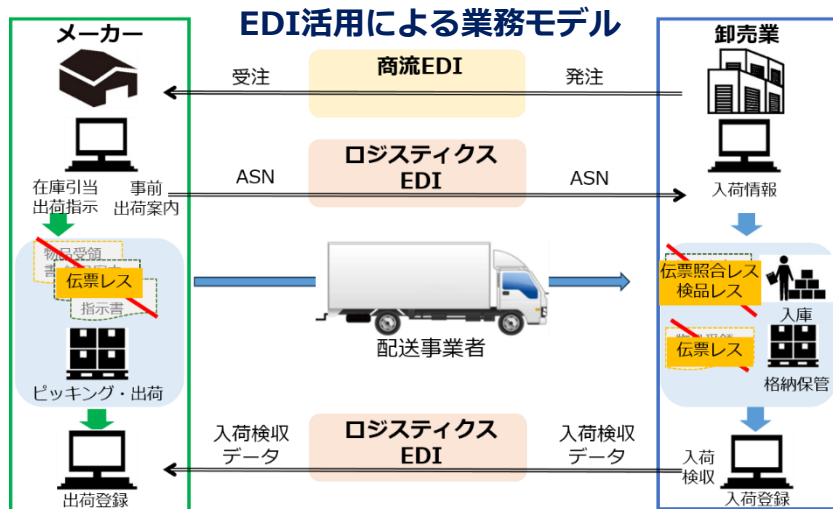 EDI活用による業務モデル
メーカー
卸売業
受注
商流EDI
発注
ASN
ロジスティクス
EDI
ASN
在庫引当
出荷指示
事前
出荷案内
入荷情報
物品受領
伝票レス
指示書
ピッキング・出荷
配送事業者
伝票照合レス
検品レス
入庫
伝票レス
格納保管
入荷検収
データ
ロジスティクス
EDI
入荷検収
データ
入荷
検収
出荷登録
入荷登録